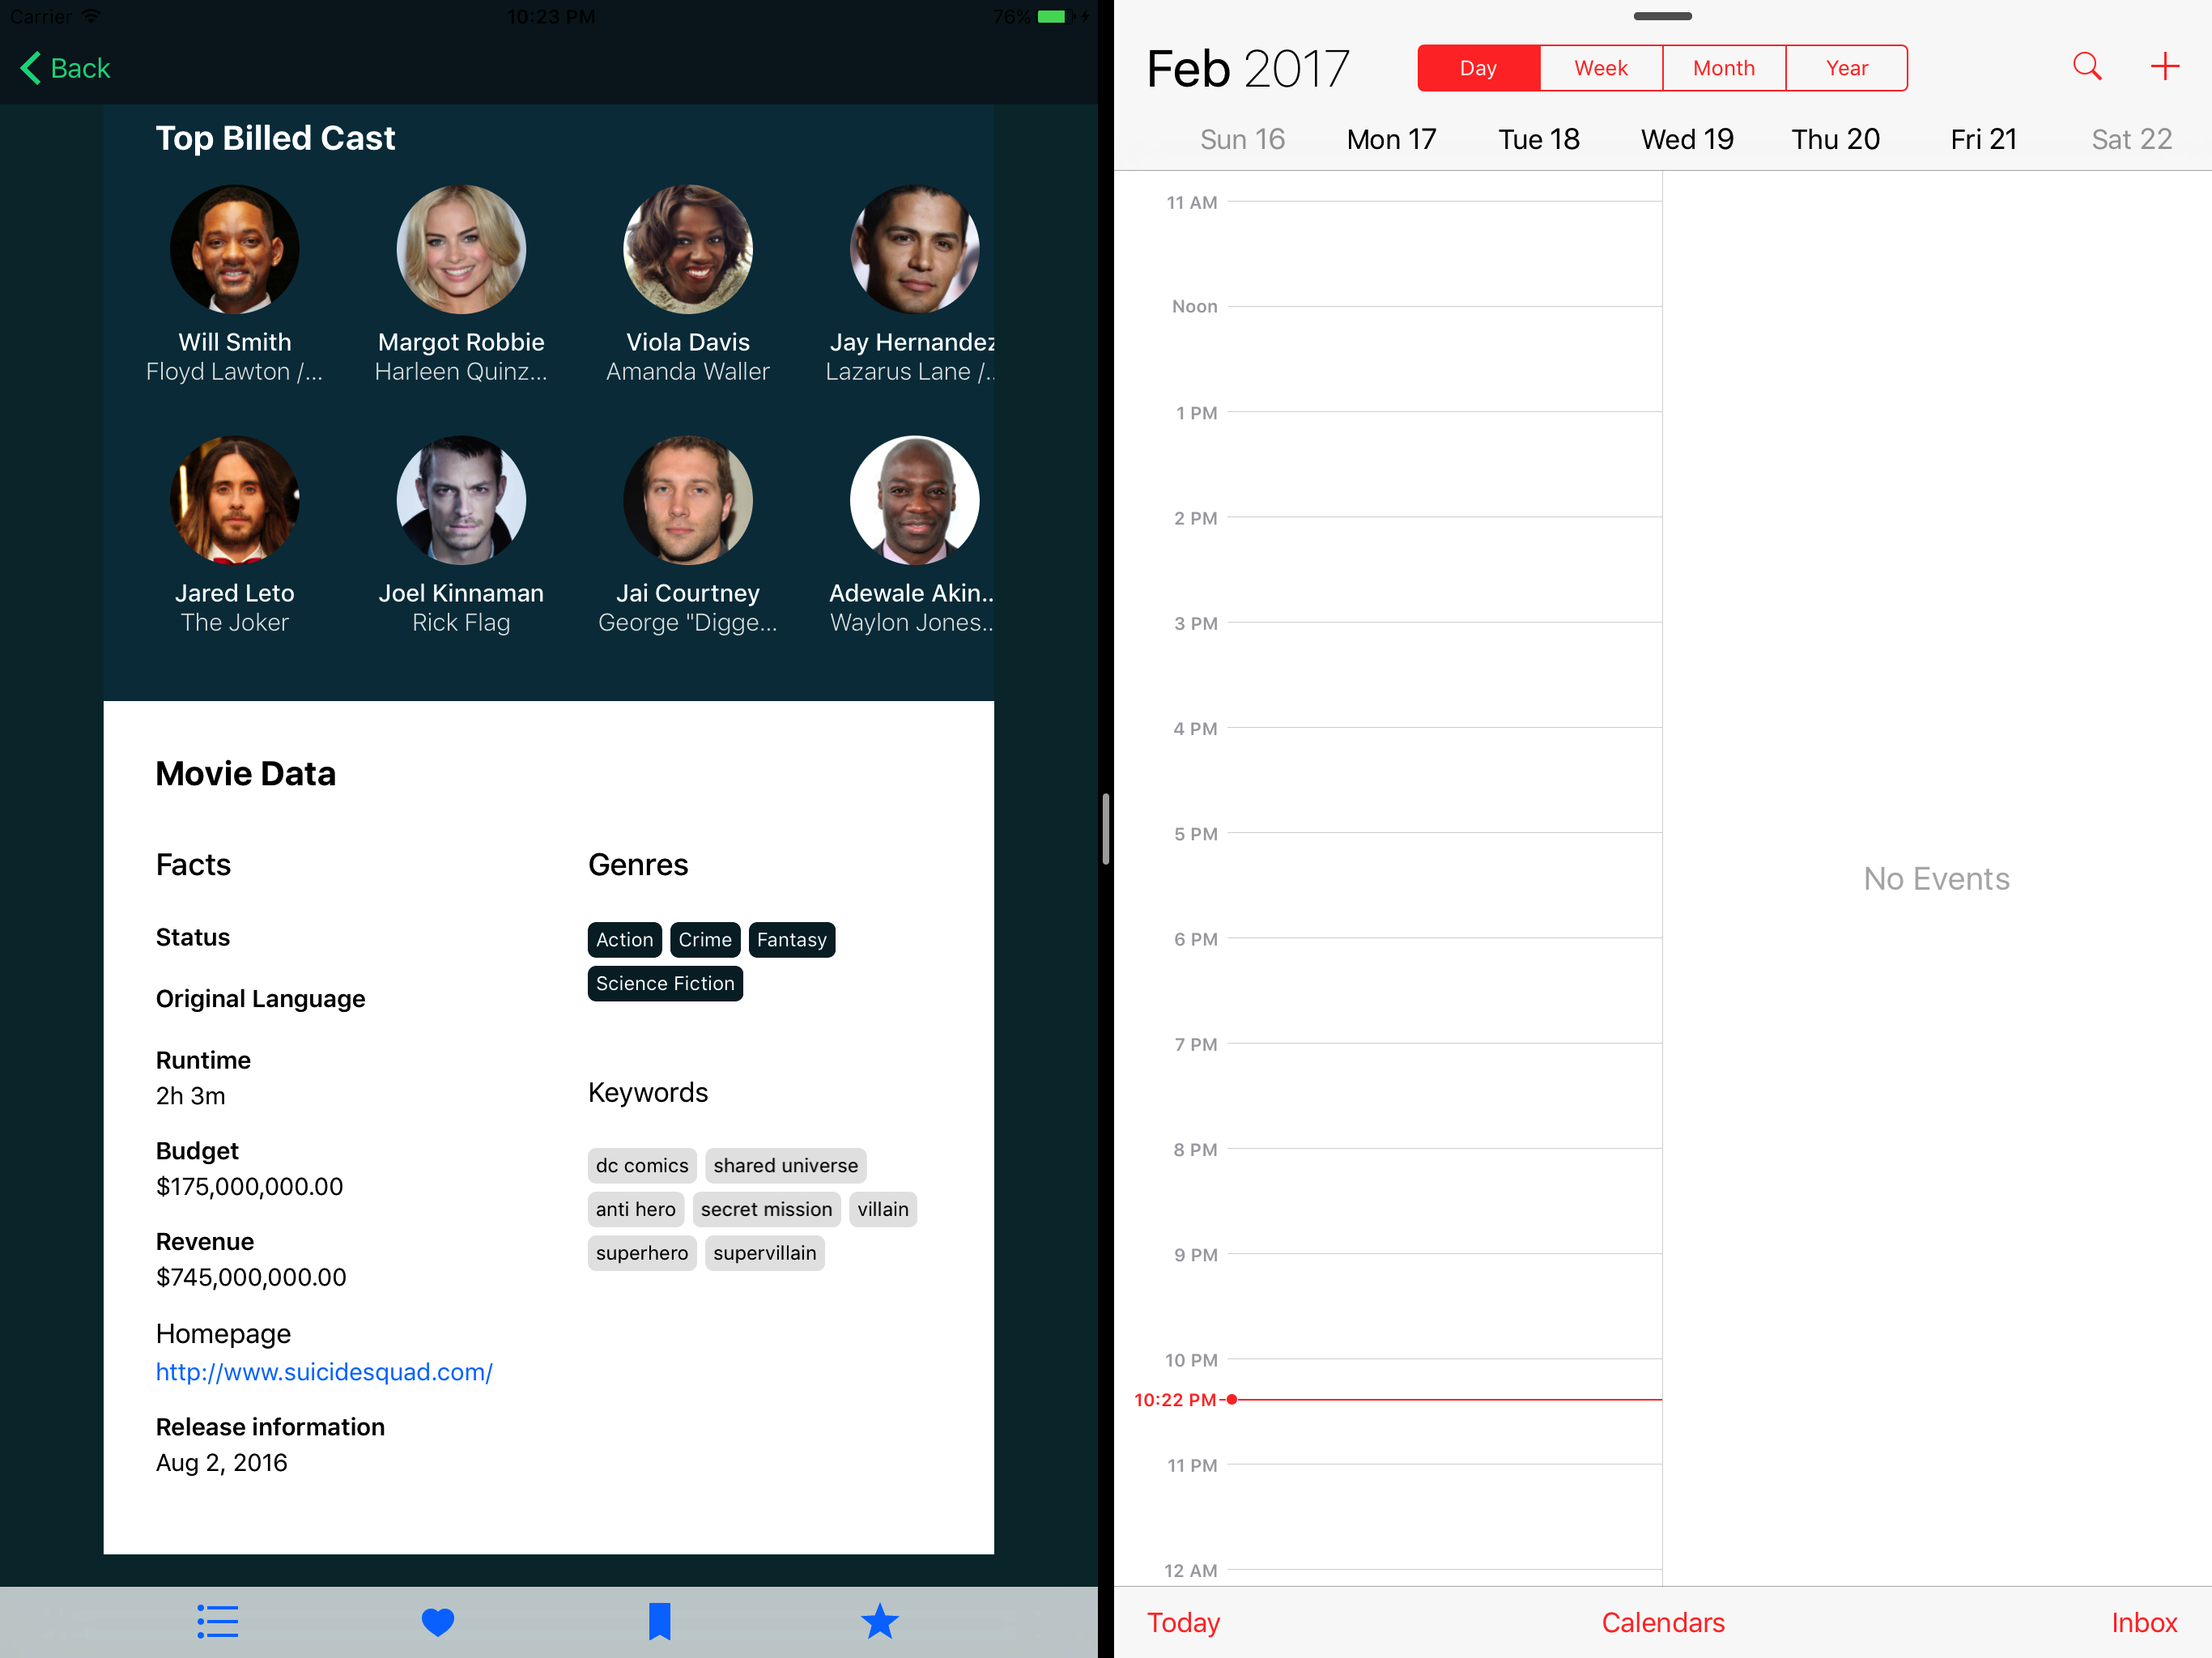 Carrier 10:23 PM 76%
Back
Top Billed Cast
Will Smith Margot Robbie Viola Davis Jay Hernandez
Floyd Lawton /... Harleen Quinz... Amanda Waller Lazarus Lane /..
Jared Leto Joel Kinnaman Jai Courtney Adewale Akin..
The Joker Rick Flag George "Digge... Waylon Jones..
Movie Data
Facts
Status
Original Language
Runtime
2h 3m
Budget
$175,000,000.00
Revenue
$745,000,000.00
Homepage
http://www.suicidesquad.com/
Release information
Aug 2, 2016
Genres
Action Crime Fantasy
Science Fiction
Keywords
dc comics shared universe
anti hero secret mission villain
superhero supervillain
Feb 2017 Day Week Month Year
Sun 16 Mon 17 Tue 18 Wed 19 Thu 20 Fri 21 Sat 22
11 AM
Noon
1 PM
2 PM
3 PM
4 PM
5 PM
6 PM
7 PM
8 PM
9 PM
10 PM
10:22 PM
11 PM
12 AM
No Events
Today Calendars Inbox